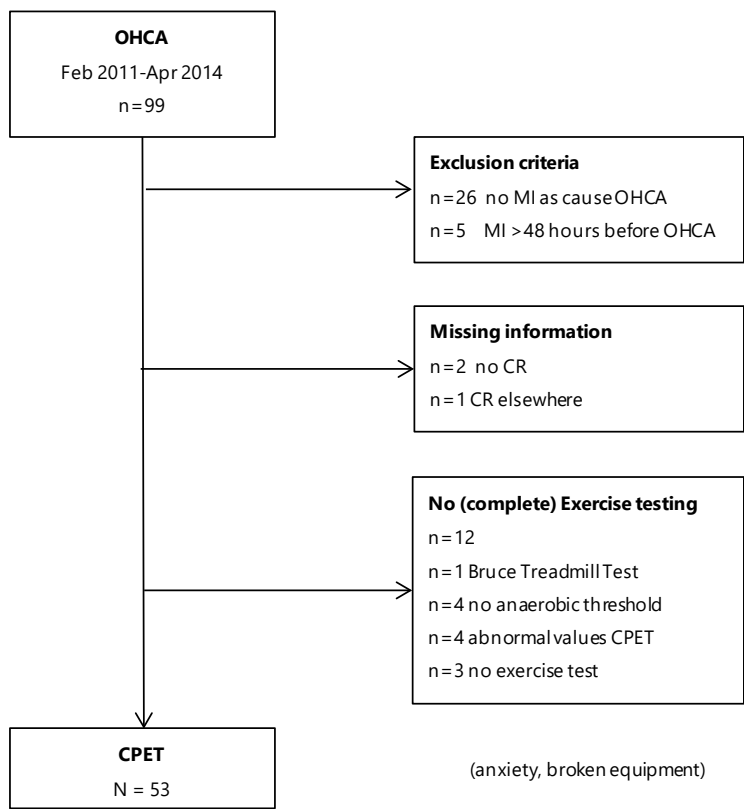 OHCA
Feb 2011-Apr 2014
n=99
Exclusion criteria
n=26 no MI as cause OHCA
n=5 MI >48 hours before OHCA
Missing information
n=2 no CR
n=1 CR elsewhere
No (complete) Exercise testing
n=12
n=1 Bruce Treadmill Test
n=4 no anaerobic threshold
n=4 abnormal values CPET
n=3 no exercise test
CPET
N = 53
(anxiety, broken equipment)